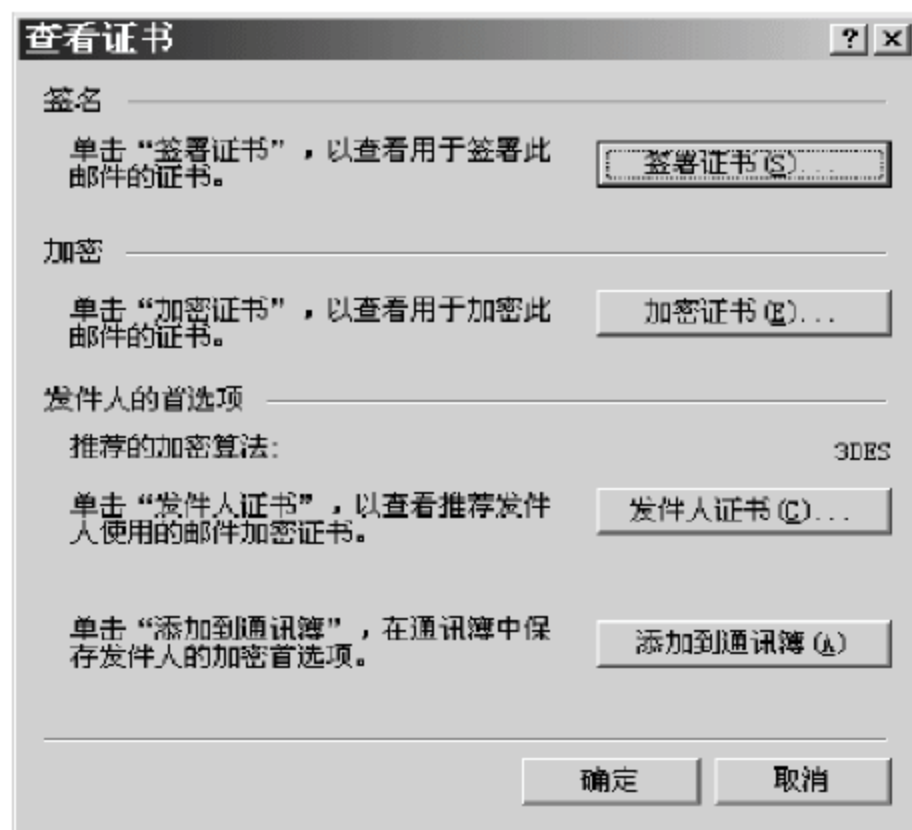 查看证书
签名
单击“签署证书”，以查看用于签署此
邮件的证书。
签署证书(S)...
加密
单击“加密证书”，以查看用于加密此
邮件的证书。
加密证书(E)...
发件人的首选项
推荐的加密算法:
3DES
单击“发件人证书”，以查看推荐发件
人使用的邮件加密证书。
发件人证书(C)...
单击“添加到通讯簿”，在通讯簿中保
存发件人的加密首选项。
添加到通讯簿(A)
确定
取消